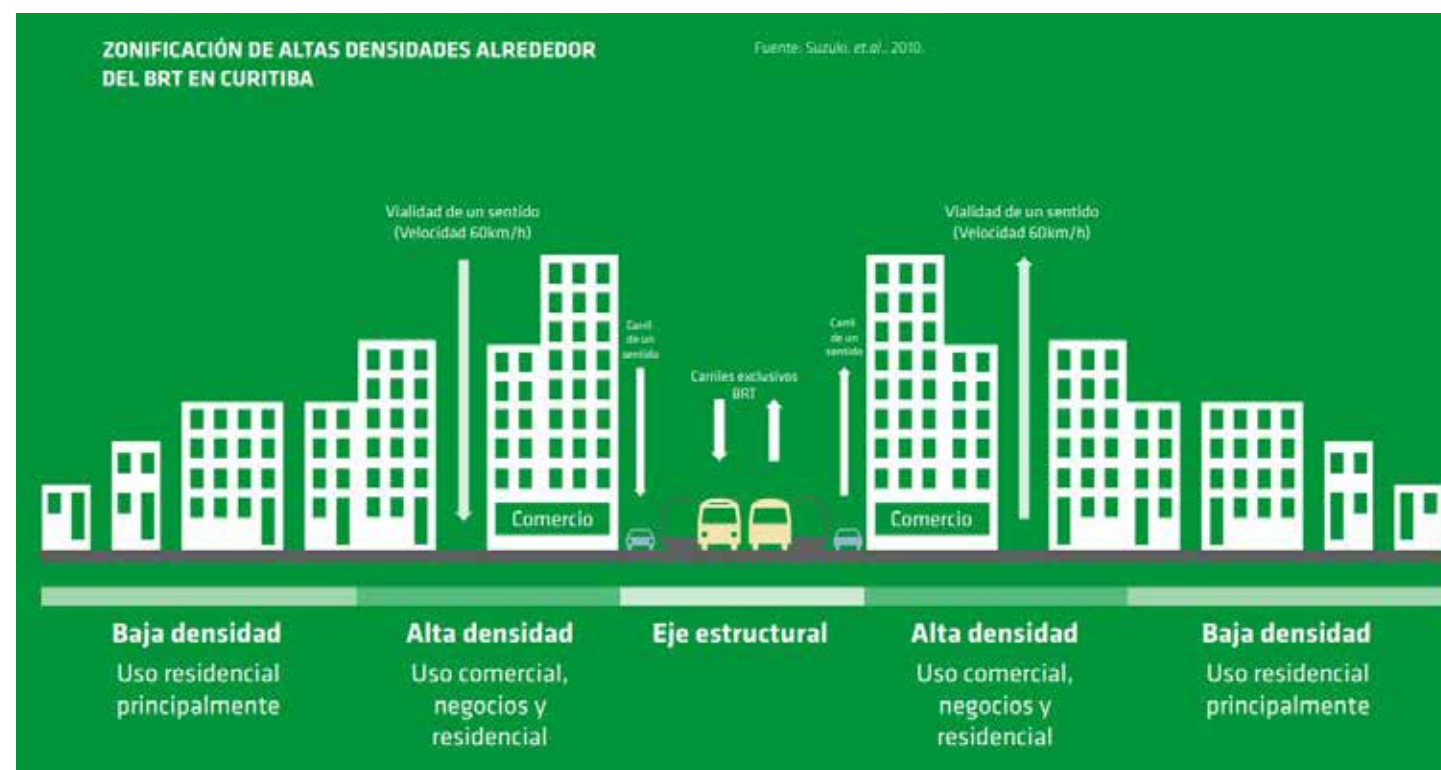 ZONIFICACIÓN DE ALTAS DENSIDADES ALREDEDOR
DEL BRT EN CURITIBA
Fuente: Suzuki, et al., 2010.
Vialidad de un sentido
(Velocidad 60km/h)
Vialidad de un sentido
(Velocidad 60km/h)
Carril
de un
sentido
Carril
de un
sentido
Carriles exclusivos
BRT
Comercio
Comercio
Baja densidad
Uso residencial
principalmente
Alta densidad
Uso comercial,
negocios y
residencial
Eje estructural
Alta densidad
Uso comercial,
negocios y
residencial
Baja densidad
Uso residencial
principalmente